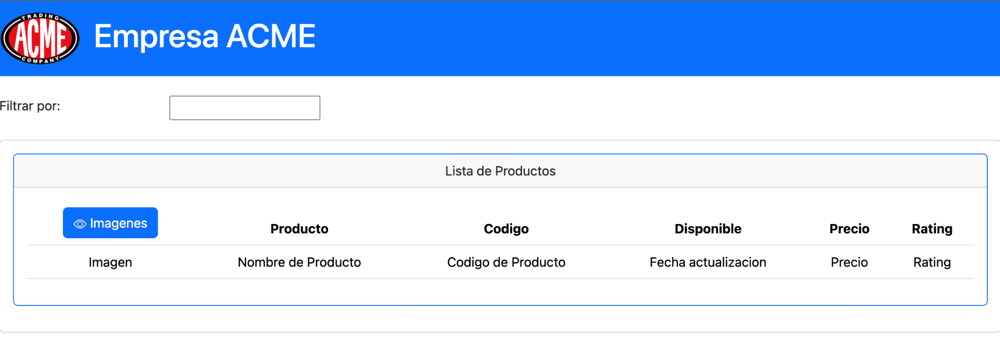 TRADING
ACME
COMPANY
Empresa ACME
Filtrar por:
Lista de Productos
Imagenes Producto Codigo Disponible Precio Rating
Imagen Nombre de Producto Codigo de Producto Fecha actualizacion Precio Rating